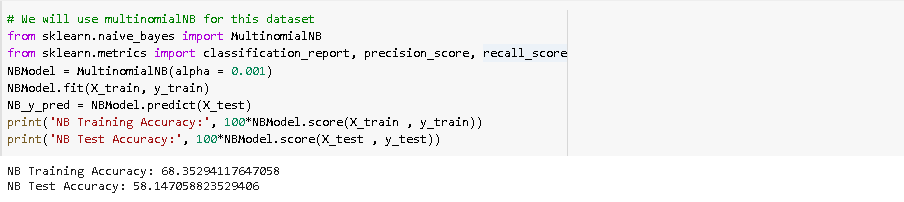 # We will use multinomialNB for this dataset
from sklearn.naive_bayes import MultinomialNB
from sklearn.metrics import classification_report, precision_score, recall_score
NBModel = MultinomialNB(alpha = 0.001)
NBModel.fit(X_train, y_train)
NB_y_pred = NBModel.predict(X_test)
print('NB Training Accuracy:', 100*NBModel.score(X_train , y_train))
print('NB Test Accuracy:', 100*NBModel.score(X_test , y_test))
NB Training Accuracy: 68.35294117647058
NB Test Accuracy: 58.147058823529406